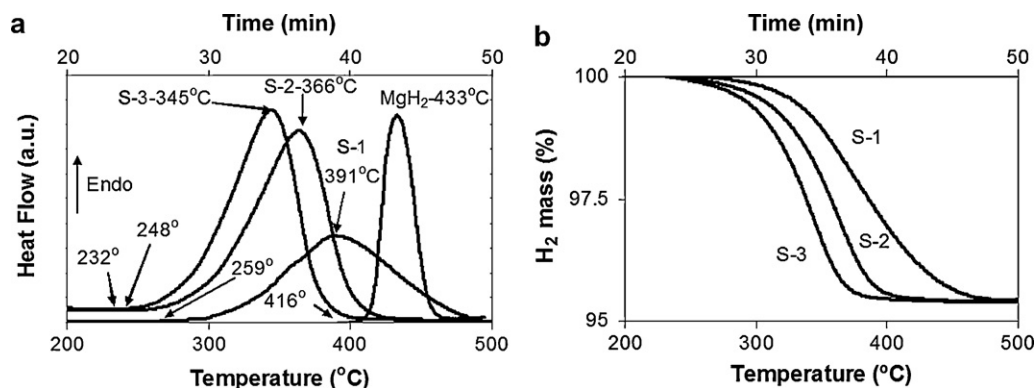 a
Time (min)
20 30 40 50
S-3-345°C
S-2-366°C
MgH₂-433°C
S-1
391°C
Endo
248°
232°
259°
416°
Heat Flow (a.u.)
200 300 400 500
Temperature (°C)
b
Time (min)
20 30 40 50
100
97.5
95
S-1
S-2
S-3
H₂ mass (%)
200 300 400 500
Temperature (ºC)